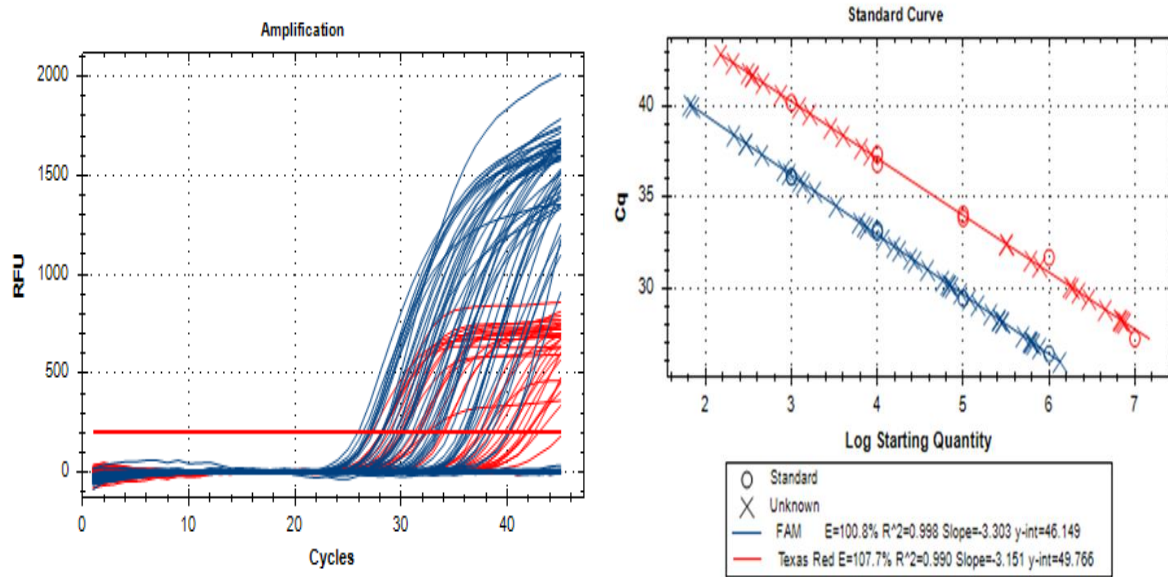 Amplification
2000
1500
1000
500
0
RFU
0 10 20 30 40
Cycles
Standard Curve
40
35
30
Cq
2 3 4 5 6 7
Log Starting Quantity
Standard
Unknown
FAM E=100.8% R^2=0.998 Slope=-3.303 y-int=46.149
Texas Red E=107.7% R^2=0.990 Slope=-3.151 y-int=49.766